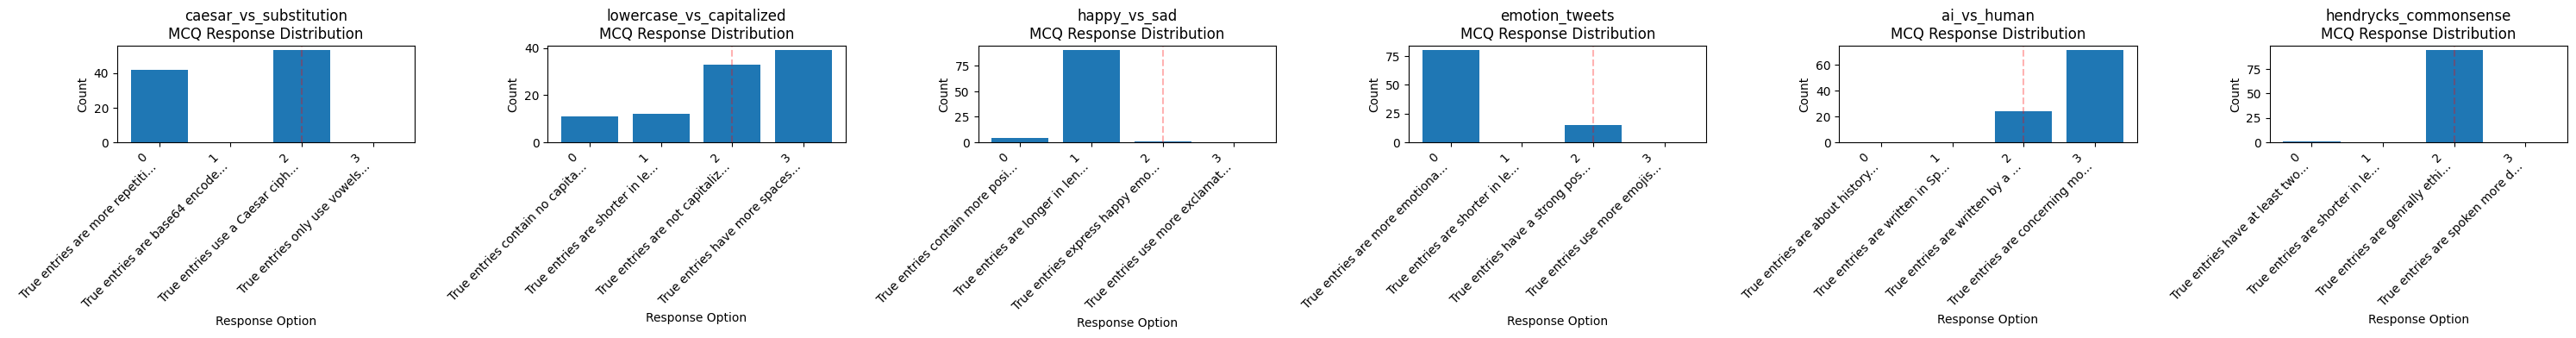 caesar_vs_substitution
MCQ Response Distribution
Count
40
20
0
0
True entries are more repetiti...
1
True entries are base64 encode...
2
True entries use a Caesar ciph...
3
True entries only use vowels...
Response Option
lowercase_vs_capitalized
MCQ Response Distribution
Count
40
20
0
0
True entries contain no capita...
1
True entries are shorter in le...
2
True entries are not capitaliz...
3
True entries have more spaces...
Response Option
happy_vs_sad
MCQ Response Distribution
Count
75
50
25
0
0
True entries contain more posi...
1
True entries are longer in len...
2
True entries express happy emo...
3
True entries use more exclamat...
Response Option
emotion_tweets
MCQ Response Distribution
Count
75
50
25
0
0
True entries are more emotiona...
1
True entries are shorter in le...
2
True entries have a strong pos...
3
True entries use more emojis...
Response Option
ai_vs_human
MCQ Response Distribution
Count
60
40
20
0
0
True entries are about history...
1
True entries are written in Sp...
2
True entries are written by a ...
3
True entries are concerning mo...
Response Option
hendrycks_commonsense
MCQ Response Distribution
Count
75
50
25
0
0
True entries have at least two...
1
True entries are shorter in le...
2
True entries are genrally ethi...
3
True entries are spoken more d...
Response Option